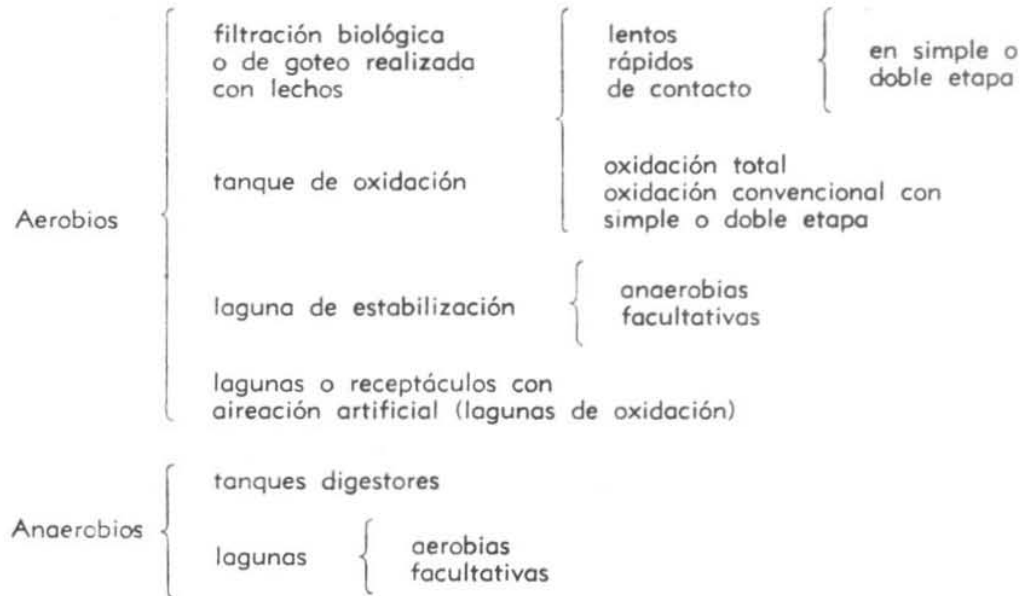 Aerobios
filtración biológica
o de goteo realizada
con lechos
lentos
rápidos
de contacto
en simple o
doble etapa
tanque de oxidación
oxidación total
oxidación convencional con
simple o doble etapa
laguna de estabilización
anaerobias
facultativas
lagunas o receptáculos con
aireación artificial (lagunas de oxidación)
Anaerobios
tanques digestores
lagunas
aerobias
facultativas